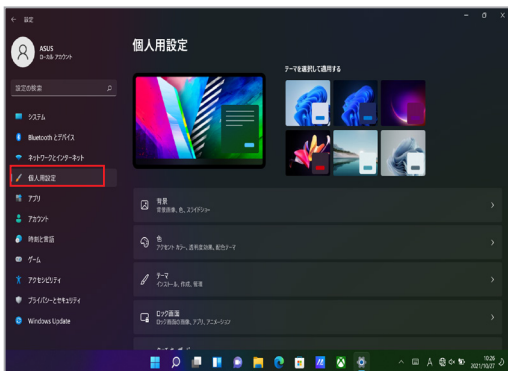 設定
ASUS
ローカル アカウント
設定の検索
システム
Bluetooth とデバイス
ネットワークとインターネット
個人用設定
アプリ
アカウント
時刻と言語
ゲーム
アクセシビリティ
プライバシーとセキュリティ
Windows Update
個人用設定
テーマを選択して適用する
背景
背景画像、色、スライドショー
色
アクセント カラー、透明度効果、配色テーマ
テーマ
インストール、作成、管理
ロック画面
ロック画面の画像、アプリ、アニメーション
A
10:26
2021/10/27